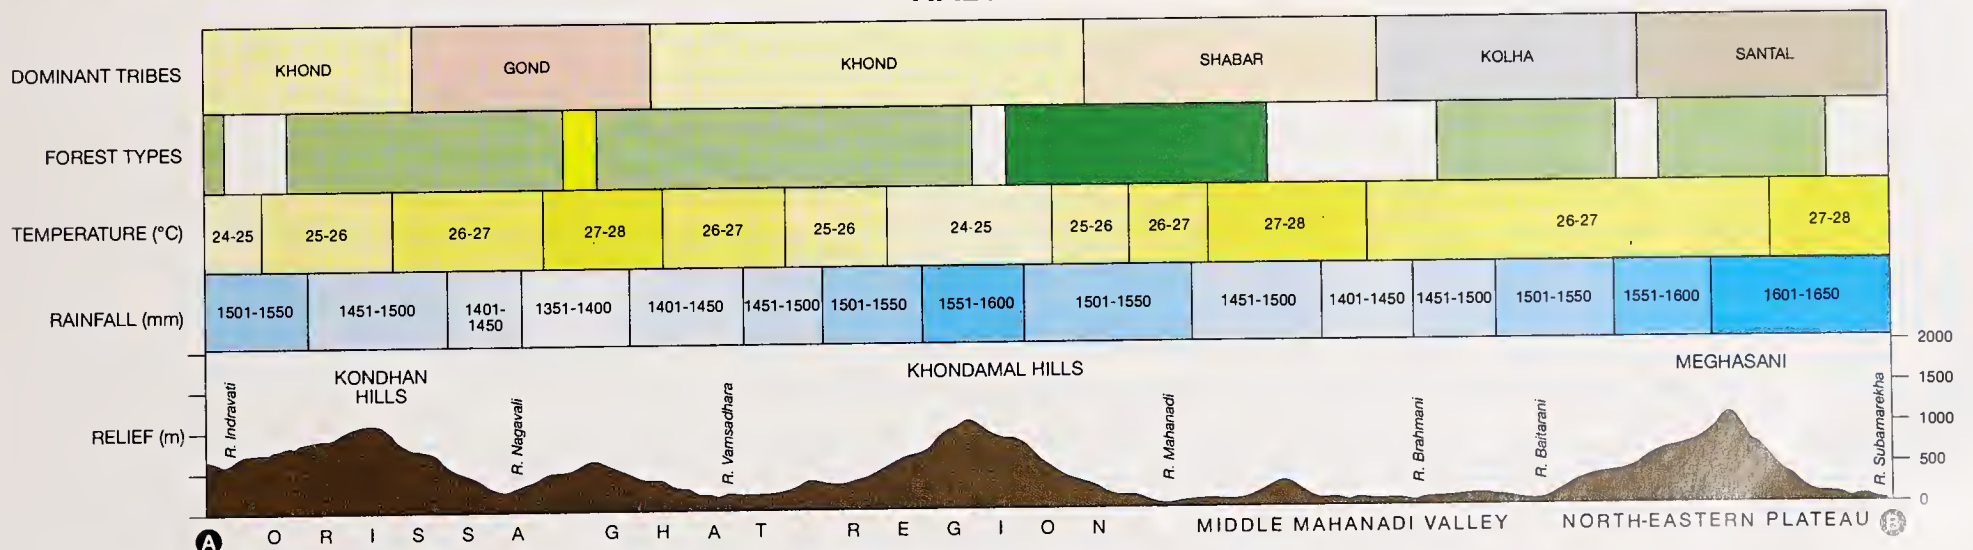 DOMINANT TRIBES
KHOND GOND KHOND SHABAR KOLHA SANTAL
FOREST TYPES
TEMPERATURE (°C)
24-25 25-26 26-27 27-28 26-27 25-26 24-25 25-26 26-27 27-28 26-27 27-28
RAINFALL (mm)
1501-1550 1451-1500 1401-
1450 1351-1400 1401-1450 1451-1500 1501-1550 1551-1600 1501-1550 1451-1500 1401-1450 1451-1500 1501-1550 1551-1600 1601-1650
2000
KONDHAN
HILLS
KHONDAMAL HILLS
MEGHASANI
1500
1000
500
0
RELIEF (m)
R. Indravati
R. Nagavali
R. Vamsadhara
R. Mahanadi
R. Brahmani
R. Baitarani
R. Subarnarekha
A ORISSA GHAT REGION MIDDLE MAHANADI VALLEY NORTH-EASTERN PLATEAU B